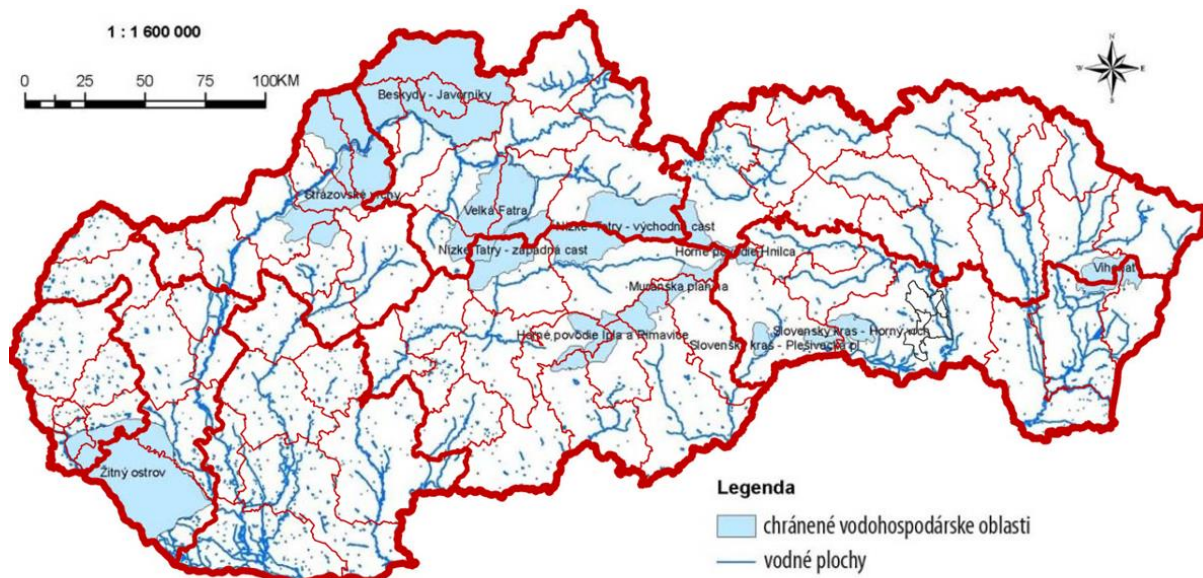 1 : 1 600 000
0 25 50 75 100KM
N
W E
S
Beskydy - Javorníky
Strážovské vrchy
Veľká Fatra
Nízke Tatry - východná cast
Nízke Tatry - západná cast
Horné povodie Hnilca
Muránska planina
Vihorlat
Horné povodie Ipľa a Rimavice
Slovenský kras - Horný vrch
Slovenský kras - Plešivecká pl
Žitný ostrov
Legenda
chránené vodohospodárske oblasti
vodné plochy